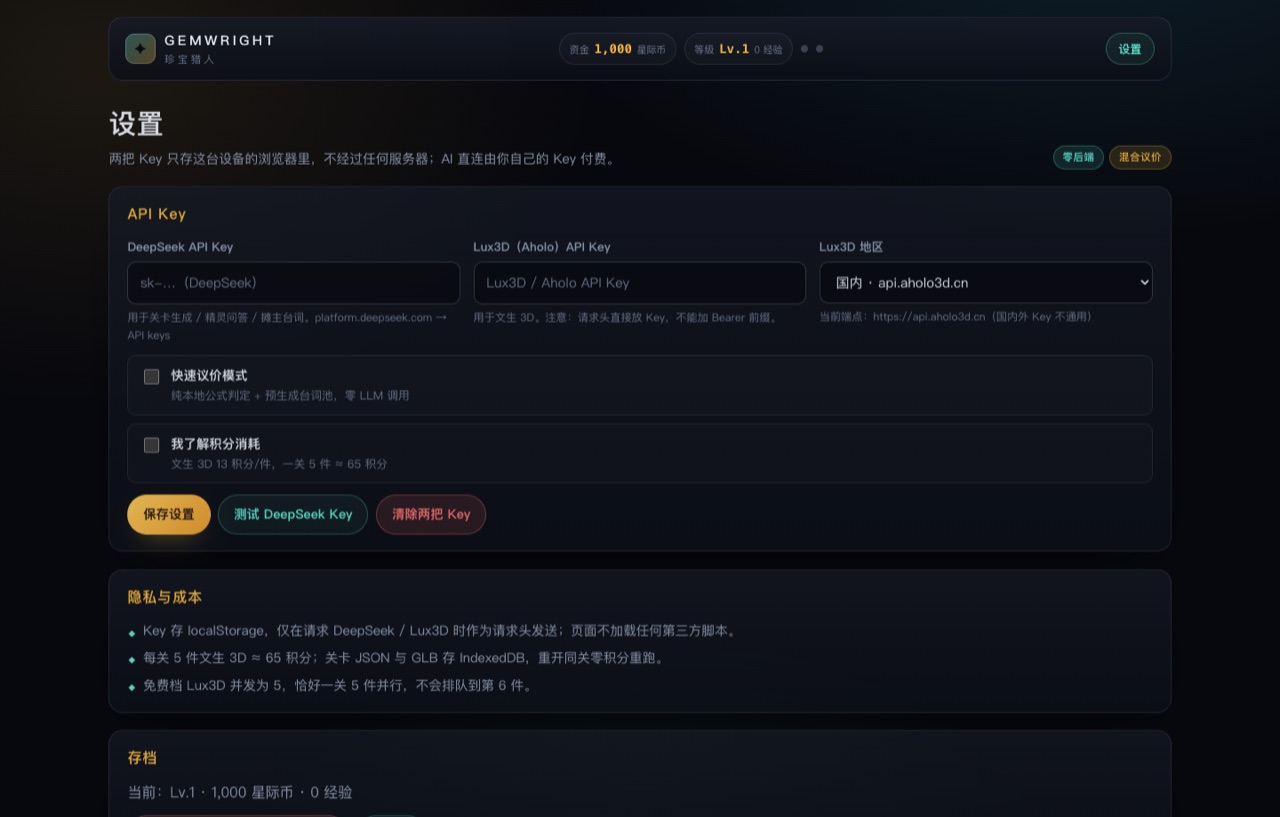 GEMWRIGHT
珍宝猎人
资金 1,000 星际币
等级 Lv.1 0 经验
设置
设置
两把 Key 只存这台设备的浏览器里，不经过任何服务器；AI 直连由你自己的 Key 付费。
零后端
混合议价
API Key
DeepSeek API Key
sk-...（DeepSeek）
用于关卡生成 / 精灵问答 / 摊主台词。platform.deepseek.com →
API keys
Lux3D（Aholo）API Key
Lux3D / Aholo API Key
用于文生 3D。注意：请求头直接放 Key，不能加 Bearer 前缀。
Lux3D 地区
国内 · api.aholo3d.cn
当前端点：https://api.aholo3d.cn（国内外 Key 不通用）
快速议价模式
纯本地公式判定 + 预生成台词池，零 LLM 调用
我了解积分消耗
文生 3D 13 积分/件，一关 5 件 ≈ 65 积分
保存设置
测试 DeepSeek Key
清除两把 Key
隐私与成本
Key 存 localStorage，仅在请求 DeepSeek / Lux3D 时作为请求头发送；页面不加载任何第三方脚本。
每关 5 件文生 3D ≈ 65 积分；关卡 JSON 与 GLB 存 IndexedDB，重开同关零积分重跑。
免费档 Lux3D 并发为 5，恰好一关 5 件并行，不会排队到第 6 件。
存档
当前：Lv.1 · 1,000 星际币 · 0 经验